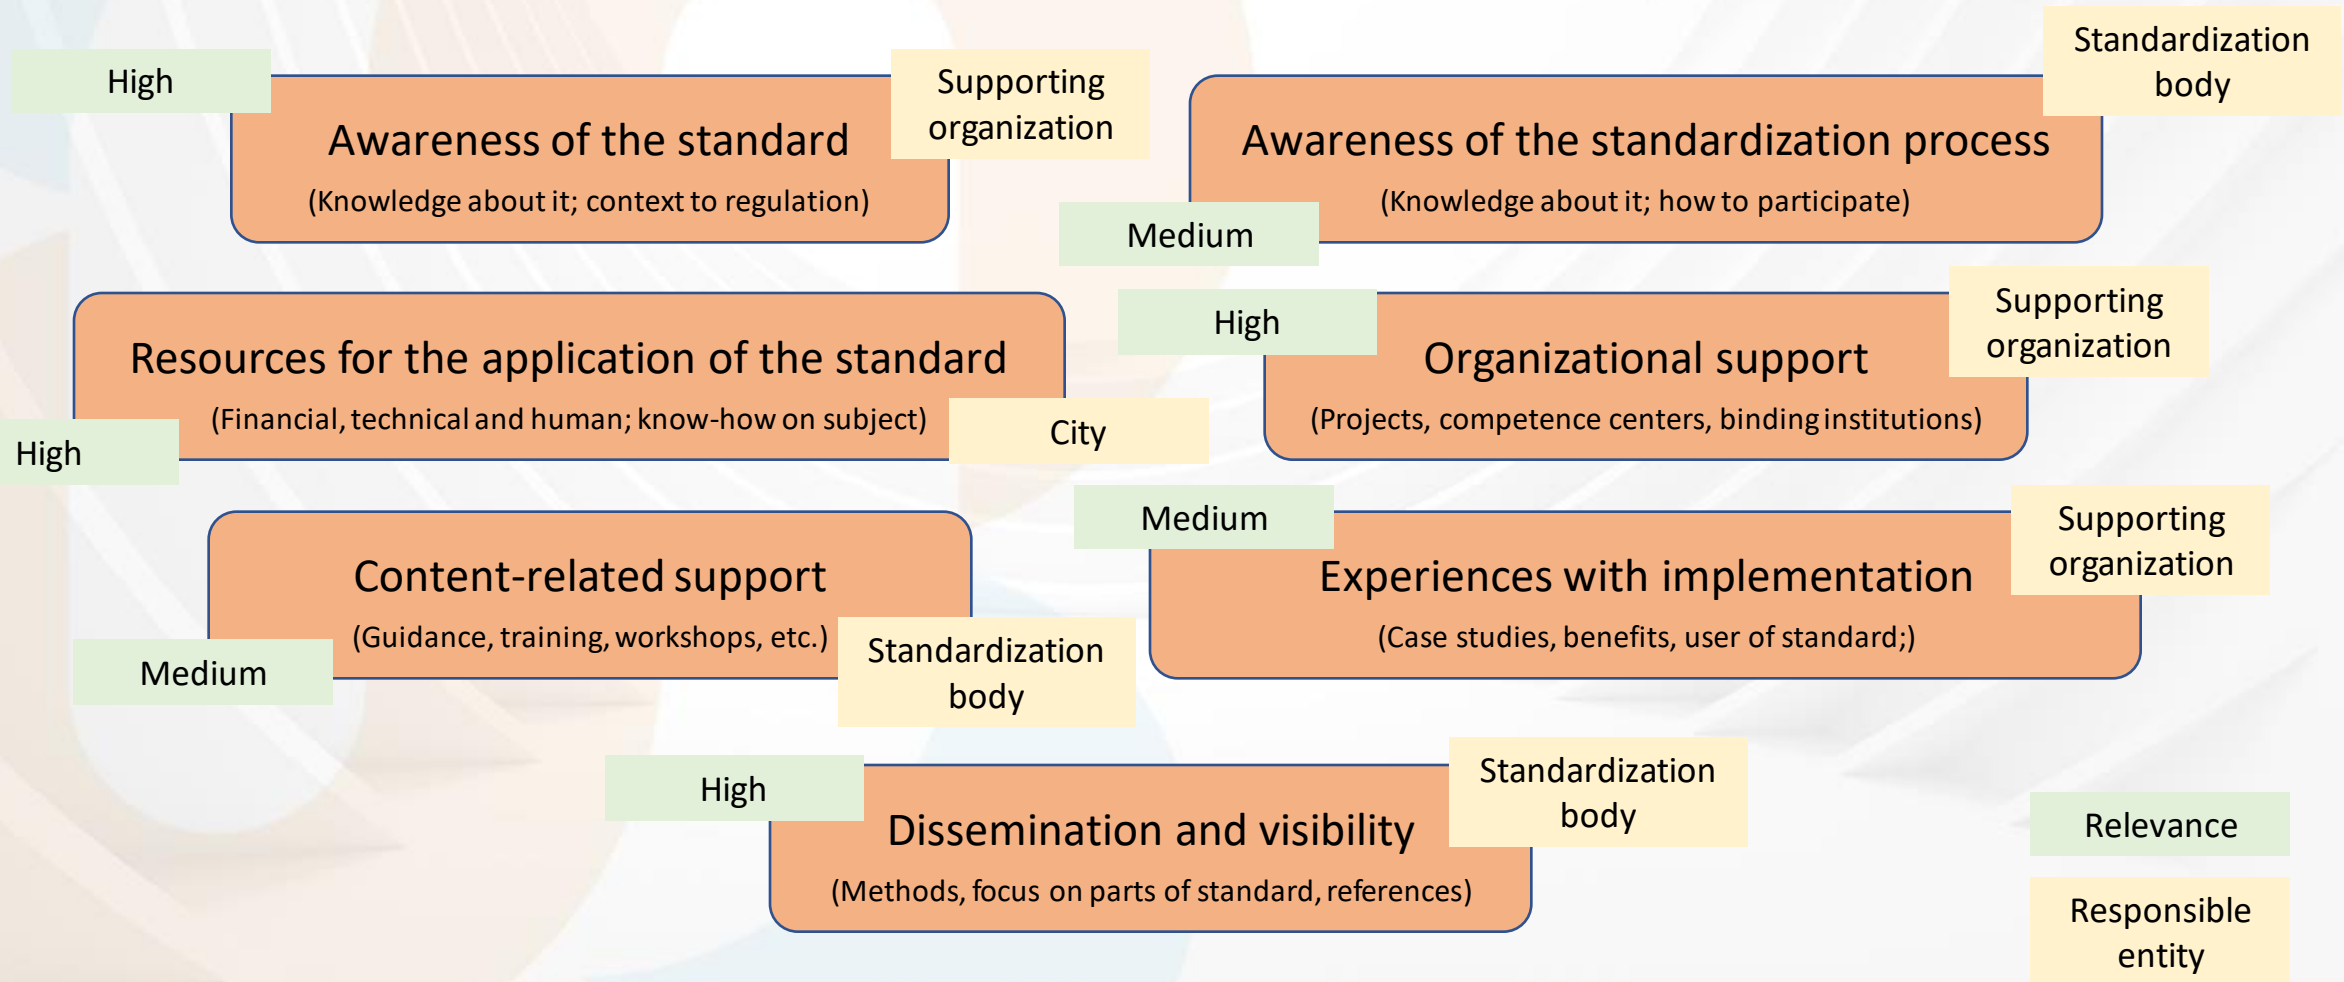 High
Supporting
organization
Awareness of the standard
(Knowledge about it; context to regulation)
Standardization
body
Awareness of the standardization process
(Knowledge about it; how to participate)
Medium
Resources for the application of the standard
(Financial, technical and human; know-how on subject)
High
City
High
Supporting
organization
Organizational support
(Projects, competence centers, binding institutions)
Content-related support
(Guidance, training, workshops, etc.)
Medium
Standardization
body
Medium
Supporting
organization
Experiences with implementation
(Case studies, benefits, user of standard;)
High
Standardization
body
Dissemination and visibility
(Methods, focus on parts of standard, references)
Relevance
Responsible
entity